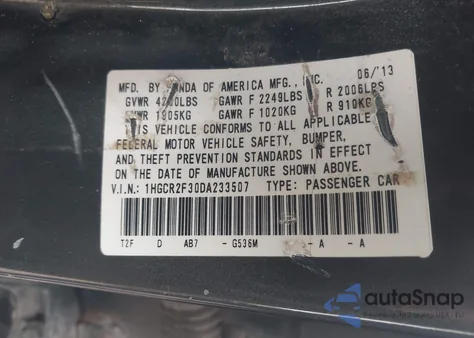 MFD. BY HONDA OF AMERICA MFG., INC. 06/13
GVWR 4200LBS GAWR F 2249LBS R 2006LBS
GVWR 1905KG GAWR F 1020KG R 910KG
THIS VEHICLE CONFORMS TO ALL APPLICABLE
FEDERAL MOTOR VEHICLE SAFETY, BUMPER,
AND THEFT PREVENTION STANDARDS IN EFFECT
ON THE DATE OF MANUFACTURE SHOWN ABOVE.
V.I.N.: 1HGCR2F30DA233507 TYPE: PASSENGER CAR
T2F D AB7 - G536M - A - A
autoSnap